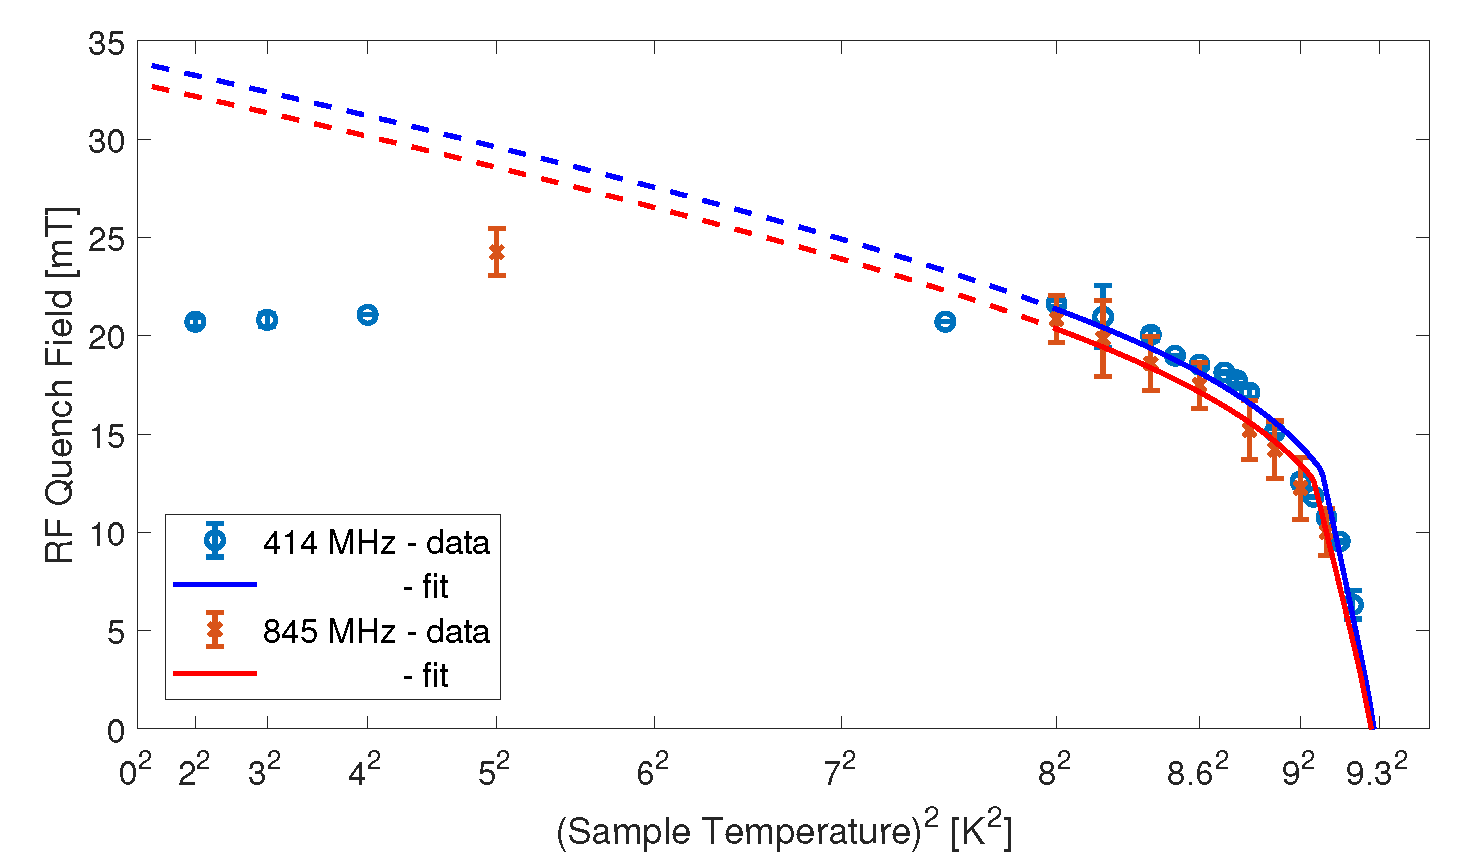 RF Quench Field [mT]
35
30
25
20
15
10
5
0
414 MHz - data
- fit
845 MHz - data
- fit
0² 2² 3² 4² 5² 6² 7² 8² 8.6² 9² 9.3²
(Sample Temperature)² [K²]